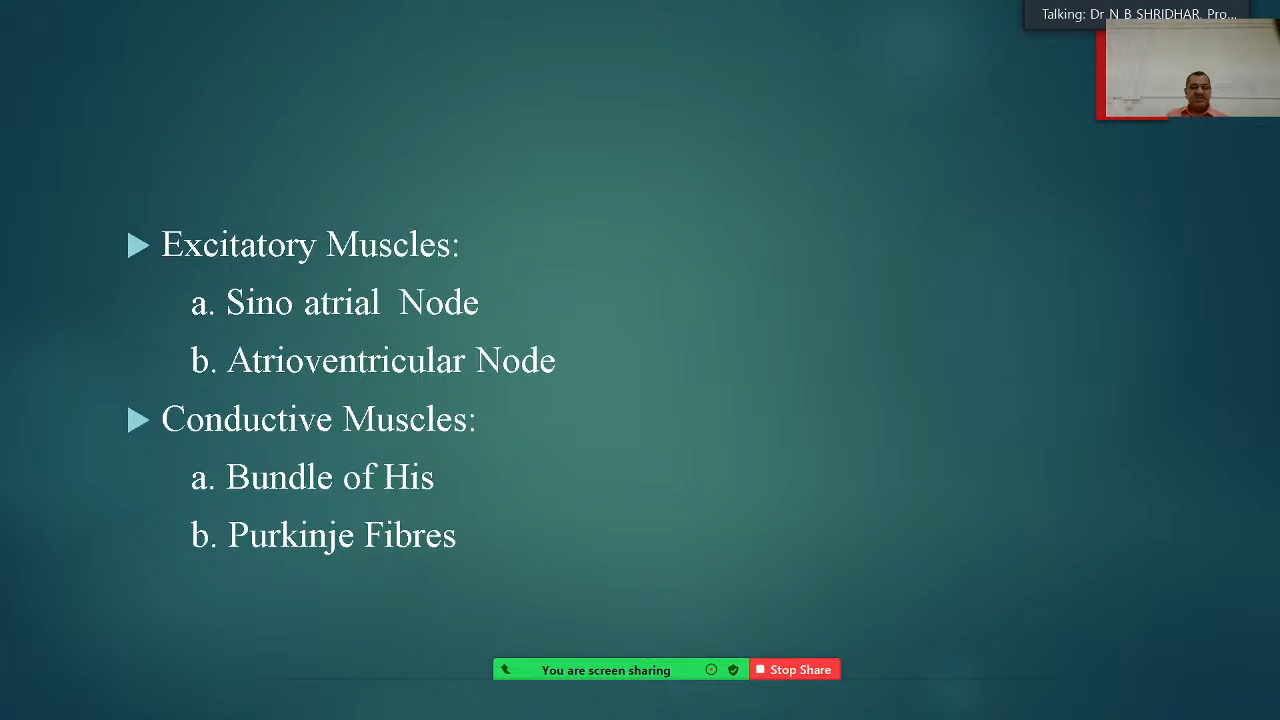 Talking: Dr N B SHRIDHAR, Pro...
Excitatory Muscles:
a. Sino atrial Node
b. Atrioventricular Node
Conductive Muscles:
a. Bundle of His
b. Purkinje Fibres
You are screen sharing
Stop Share